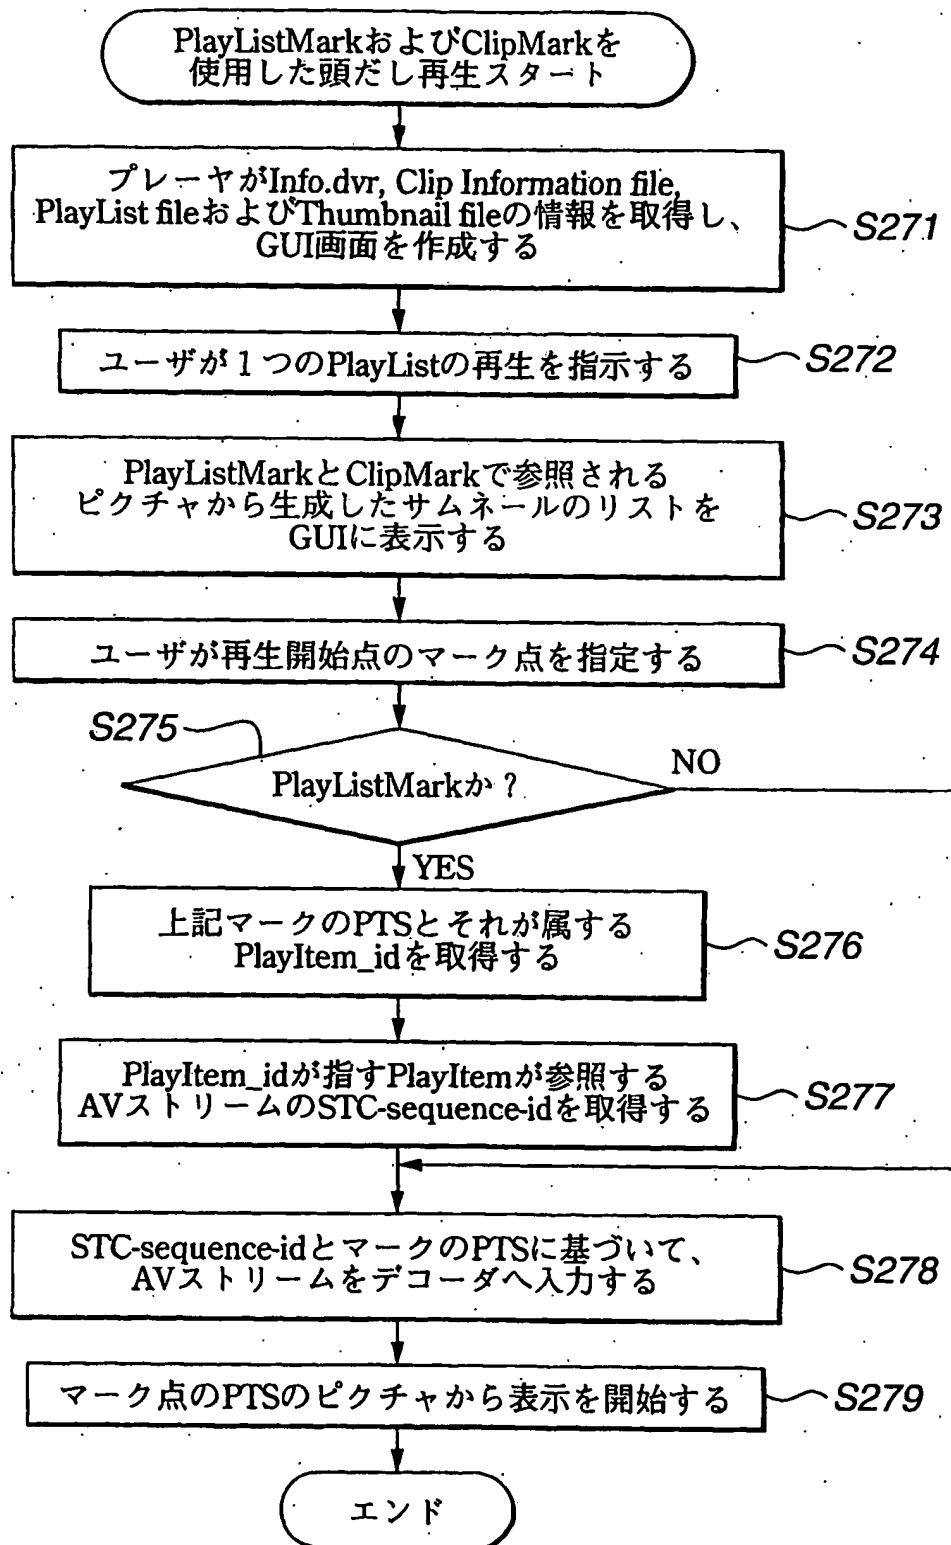 PlayListMarkおよびClipMarkを
使用した頭だし再生スタート
プレーヤがInfo.dvr, Clip Information file,
PlayList fileおよびThumbnail fileの情報を取得し、
GUI画面を作成する
S271
ユーザが1つのPlayListの再生を指示する
S272
PlayListMarkとClipMarkで参照される
ピクチャから生成したサムネールのリストを
GUIに表示する
S273
ユーザが再生開始点のマーク点を指定する
S274
S275
PlayListMarkか?
NO
YES
上記マークのPTSとそれが属する
PlayItem_idを取得する
S276
PlayItem_idが指すPlayItemが参照する
AVストリームのSTC-sequence-idを取得する
S277
STC-sequence-idとマークのPTSに基づいて、
AVストリームをデコーダへ入力する
S278
マーク点のPTSのピクチャから表示を開始する
S279
エンド